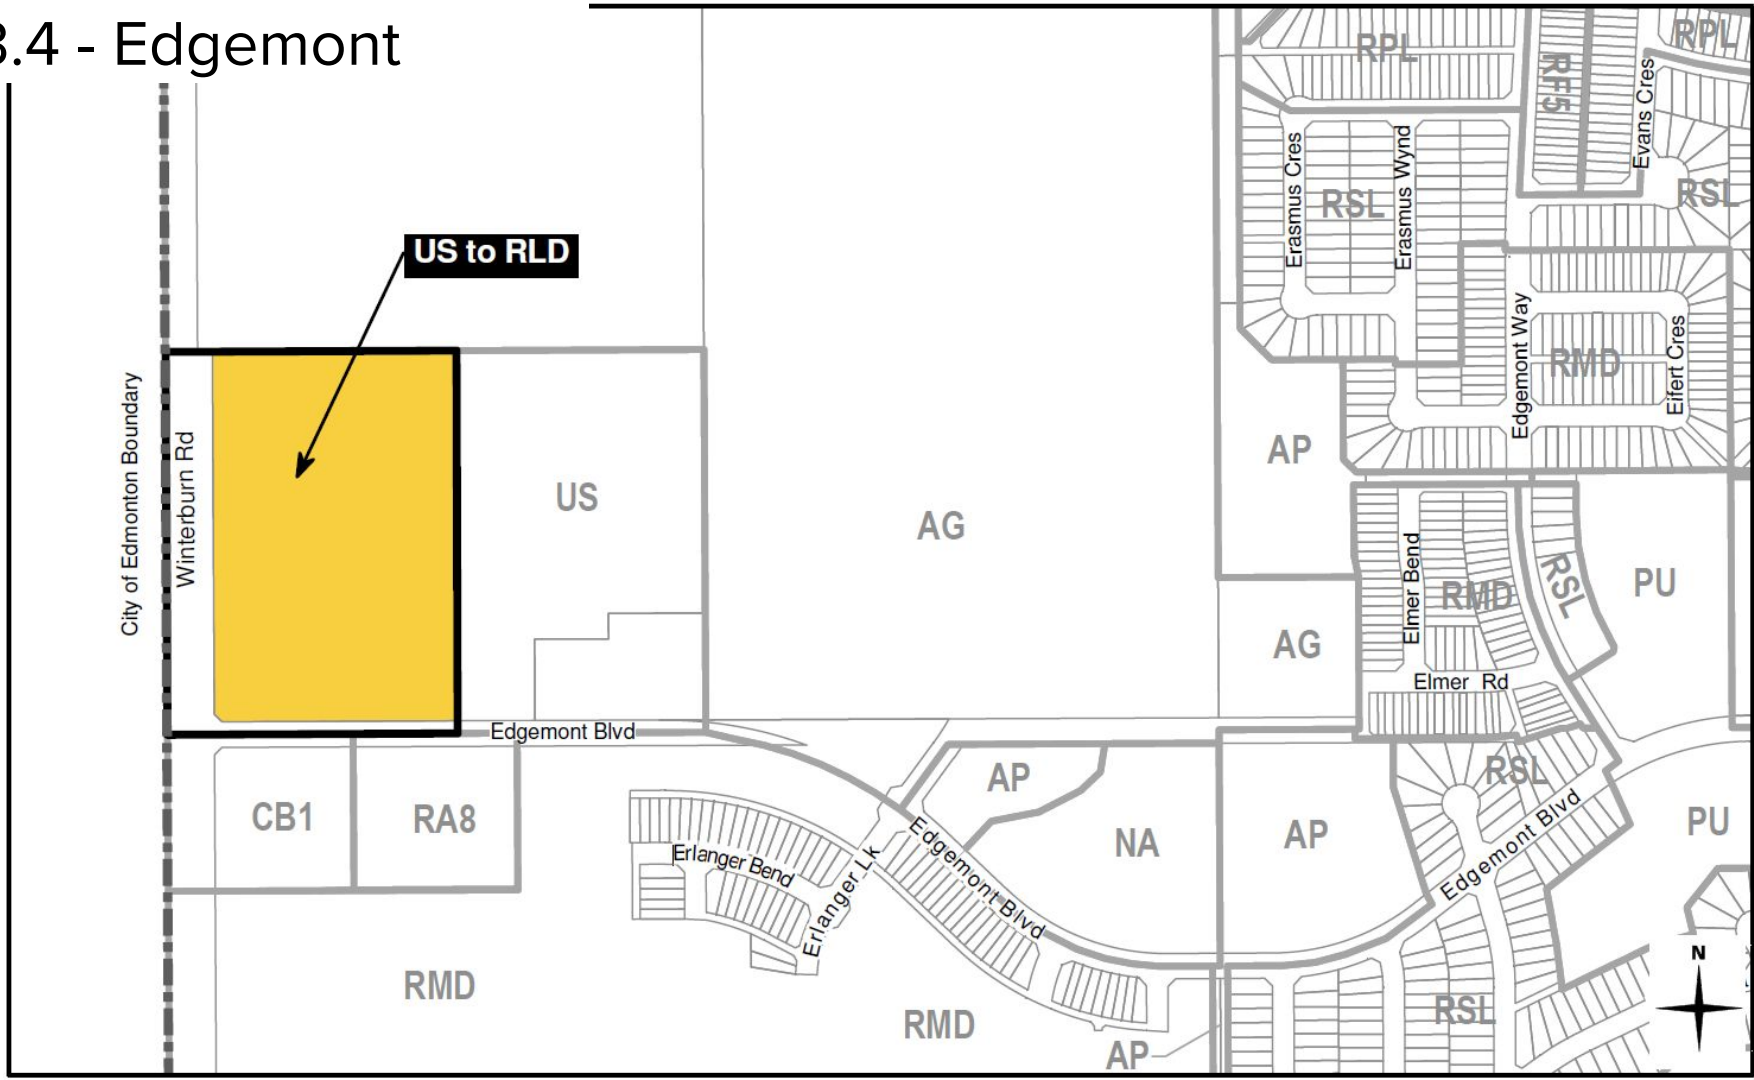 3.4 - Edgemont
US to RLD
City of Edmonton Boundary
Winterburn Rd
US
AG
Edgemont Blvd
CB1
RA8
RMD
Erlanger Bend
Erlanger Lk
Edgemont Blvd
RMD
AP
NA
AP
AP
RPL
RF5
RPL
Evans Cres
Erasmus Cres
RSL
Erasmus Wynd
RSL
Edgemont Way
RMD
Eifert Cres
AP
AG
Elmer Bend
RMD
RSL
PU
Elmer Rd
RSL
Edgemont Blvd
PU
RSL
N